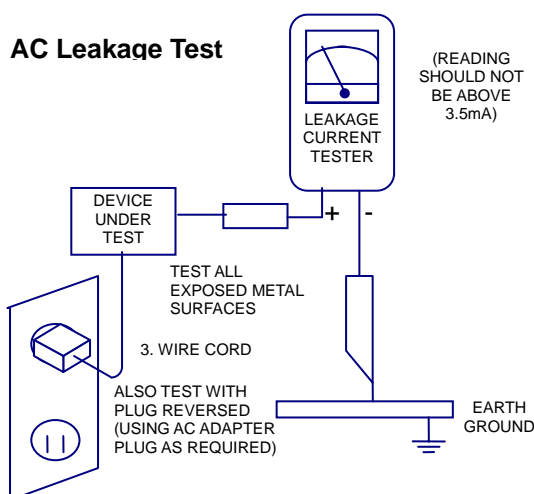 AC Leakage Test
(READING
SHOULD NOT
BE ABOVE
3.5mA)
LEAKAGE
CURRENT
TESTER
+ -
DEVICE
UNDER
TEST
TEST ALL
EXPOSED METAL
SURFACES
3. WIRE CORD
ALSO TEST WITH
PLUG REVERSED
(USING AC ADAPTER
PLUG AS REQUIRED)
EARTH
GROUND